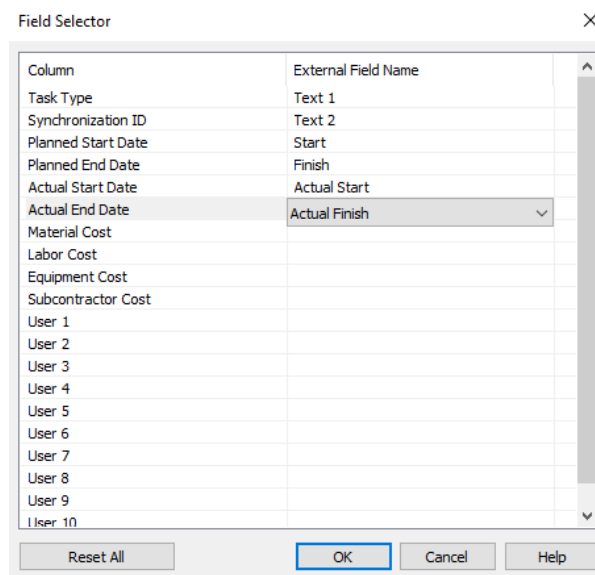 Field Selector
Column External Field Name
Task Type Text 1
Synchronization ID Text 2
Planned Start Date Start
Planned End Date Finish
Actual Start Date Actual Start
Actual End Date Actual Finish
Material Cost
Labor Cost
Equipment Cost
Subcontractor Cost
User 1
User 2
User 3
User 4
User 5
User 6
User 7
User 8
User 9
User 10
Reset All OK Cancel Help